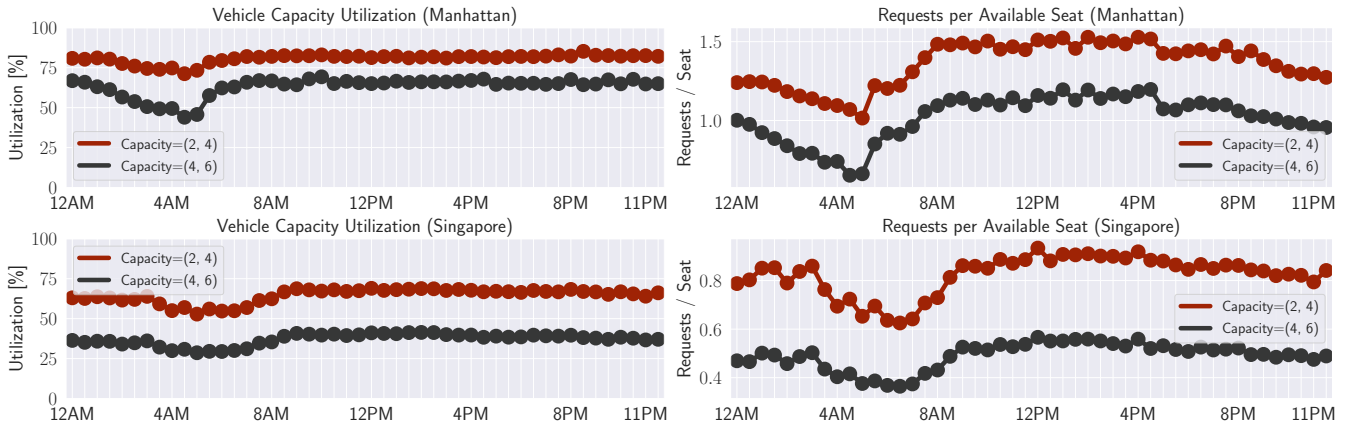 Vehicle Capacity Utilization (Manhattan)
Utilization [%]
100
75
50
25
0
Capacity=(2, 4)
Capacity=(4, 6)
12AM 4AM 8AM 12PM 4PM 8PM 11PM
Requests per Available Seat (Manhattan)
Requests / Seat
1.5
1.0
Capacity=(2, 4)
Capacity=(4, 6)
12AM 4AM 8AM 12PM 4PM 8PM 11PM
Vehicle Capacity Utilization (Singapore)
Utilization [%]
100
75
50
25
0
Capacity=(2, 4)
Capacity=(4, 6)
12AM 4AM 8AM 12PM 4PM 8PM 11PM
Requests per Available Seat (Singapore)
Requests / Seat
0.8
0.6
0.4
Capacity=(2, 4)
Capacity=(4, 6)
12AM 4AM 8AM 12PM 4PM 8PM 11PM